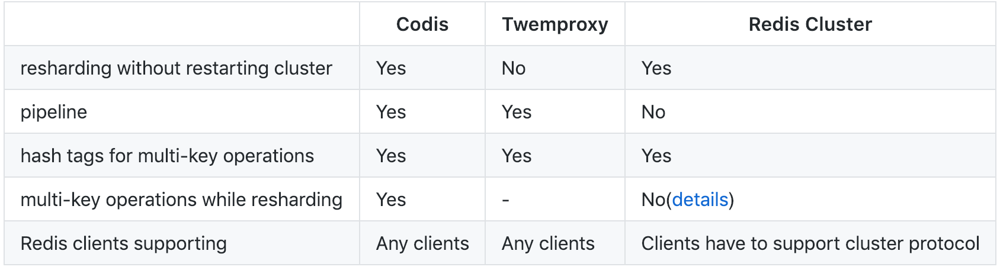 Codis Twemproxy Redis Cluster
resharding without restarting cluster Yes No Yes
pipeline Yes Yes No
hash tags for multi-key operations Yes Yes Yes
multi-key operations while resharding Yes - No(details)
Redis clients supporting Any clients Any clients Clients have to support cluster protocol